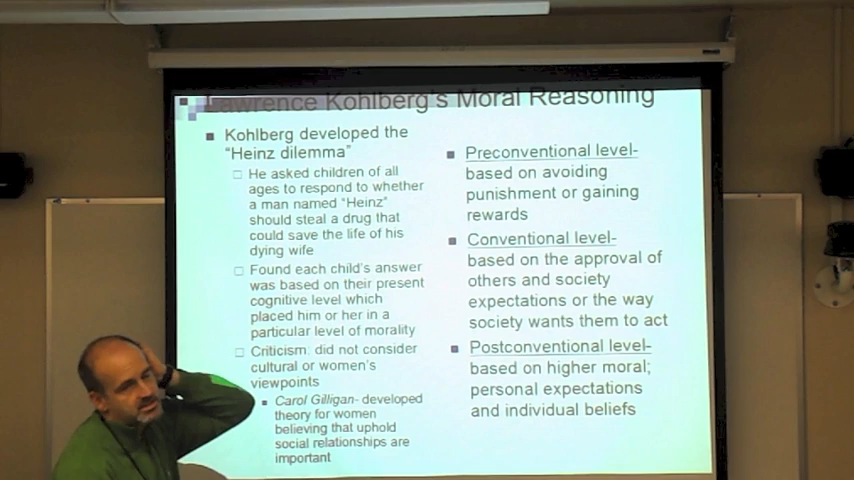 Lawrence Kohlberg's Moral Reasoning
Kohlberg developed the
"Heinz dilemma"
He asked children of all
ages to respond to whether
a man named "Heinz"
should steal a drug that
could save the life of his
dying wife
Found each child's answer
was based on their present
cognitive level which
placed him or her in a
particular level of morality
Criticism: did not consider
cultural or women's
viewpoints
Carol Gilligan- developed
theory for women
believing that uphold
social relationships are
important
Preconventional level-
based on avoiding
punishment or gaining
rewards
Conventional level-
based on the approval of
others and society
expectations or the way
society wants them to act
Postconventional level-
based on higher moral;
personal expectations
and individual beliefs